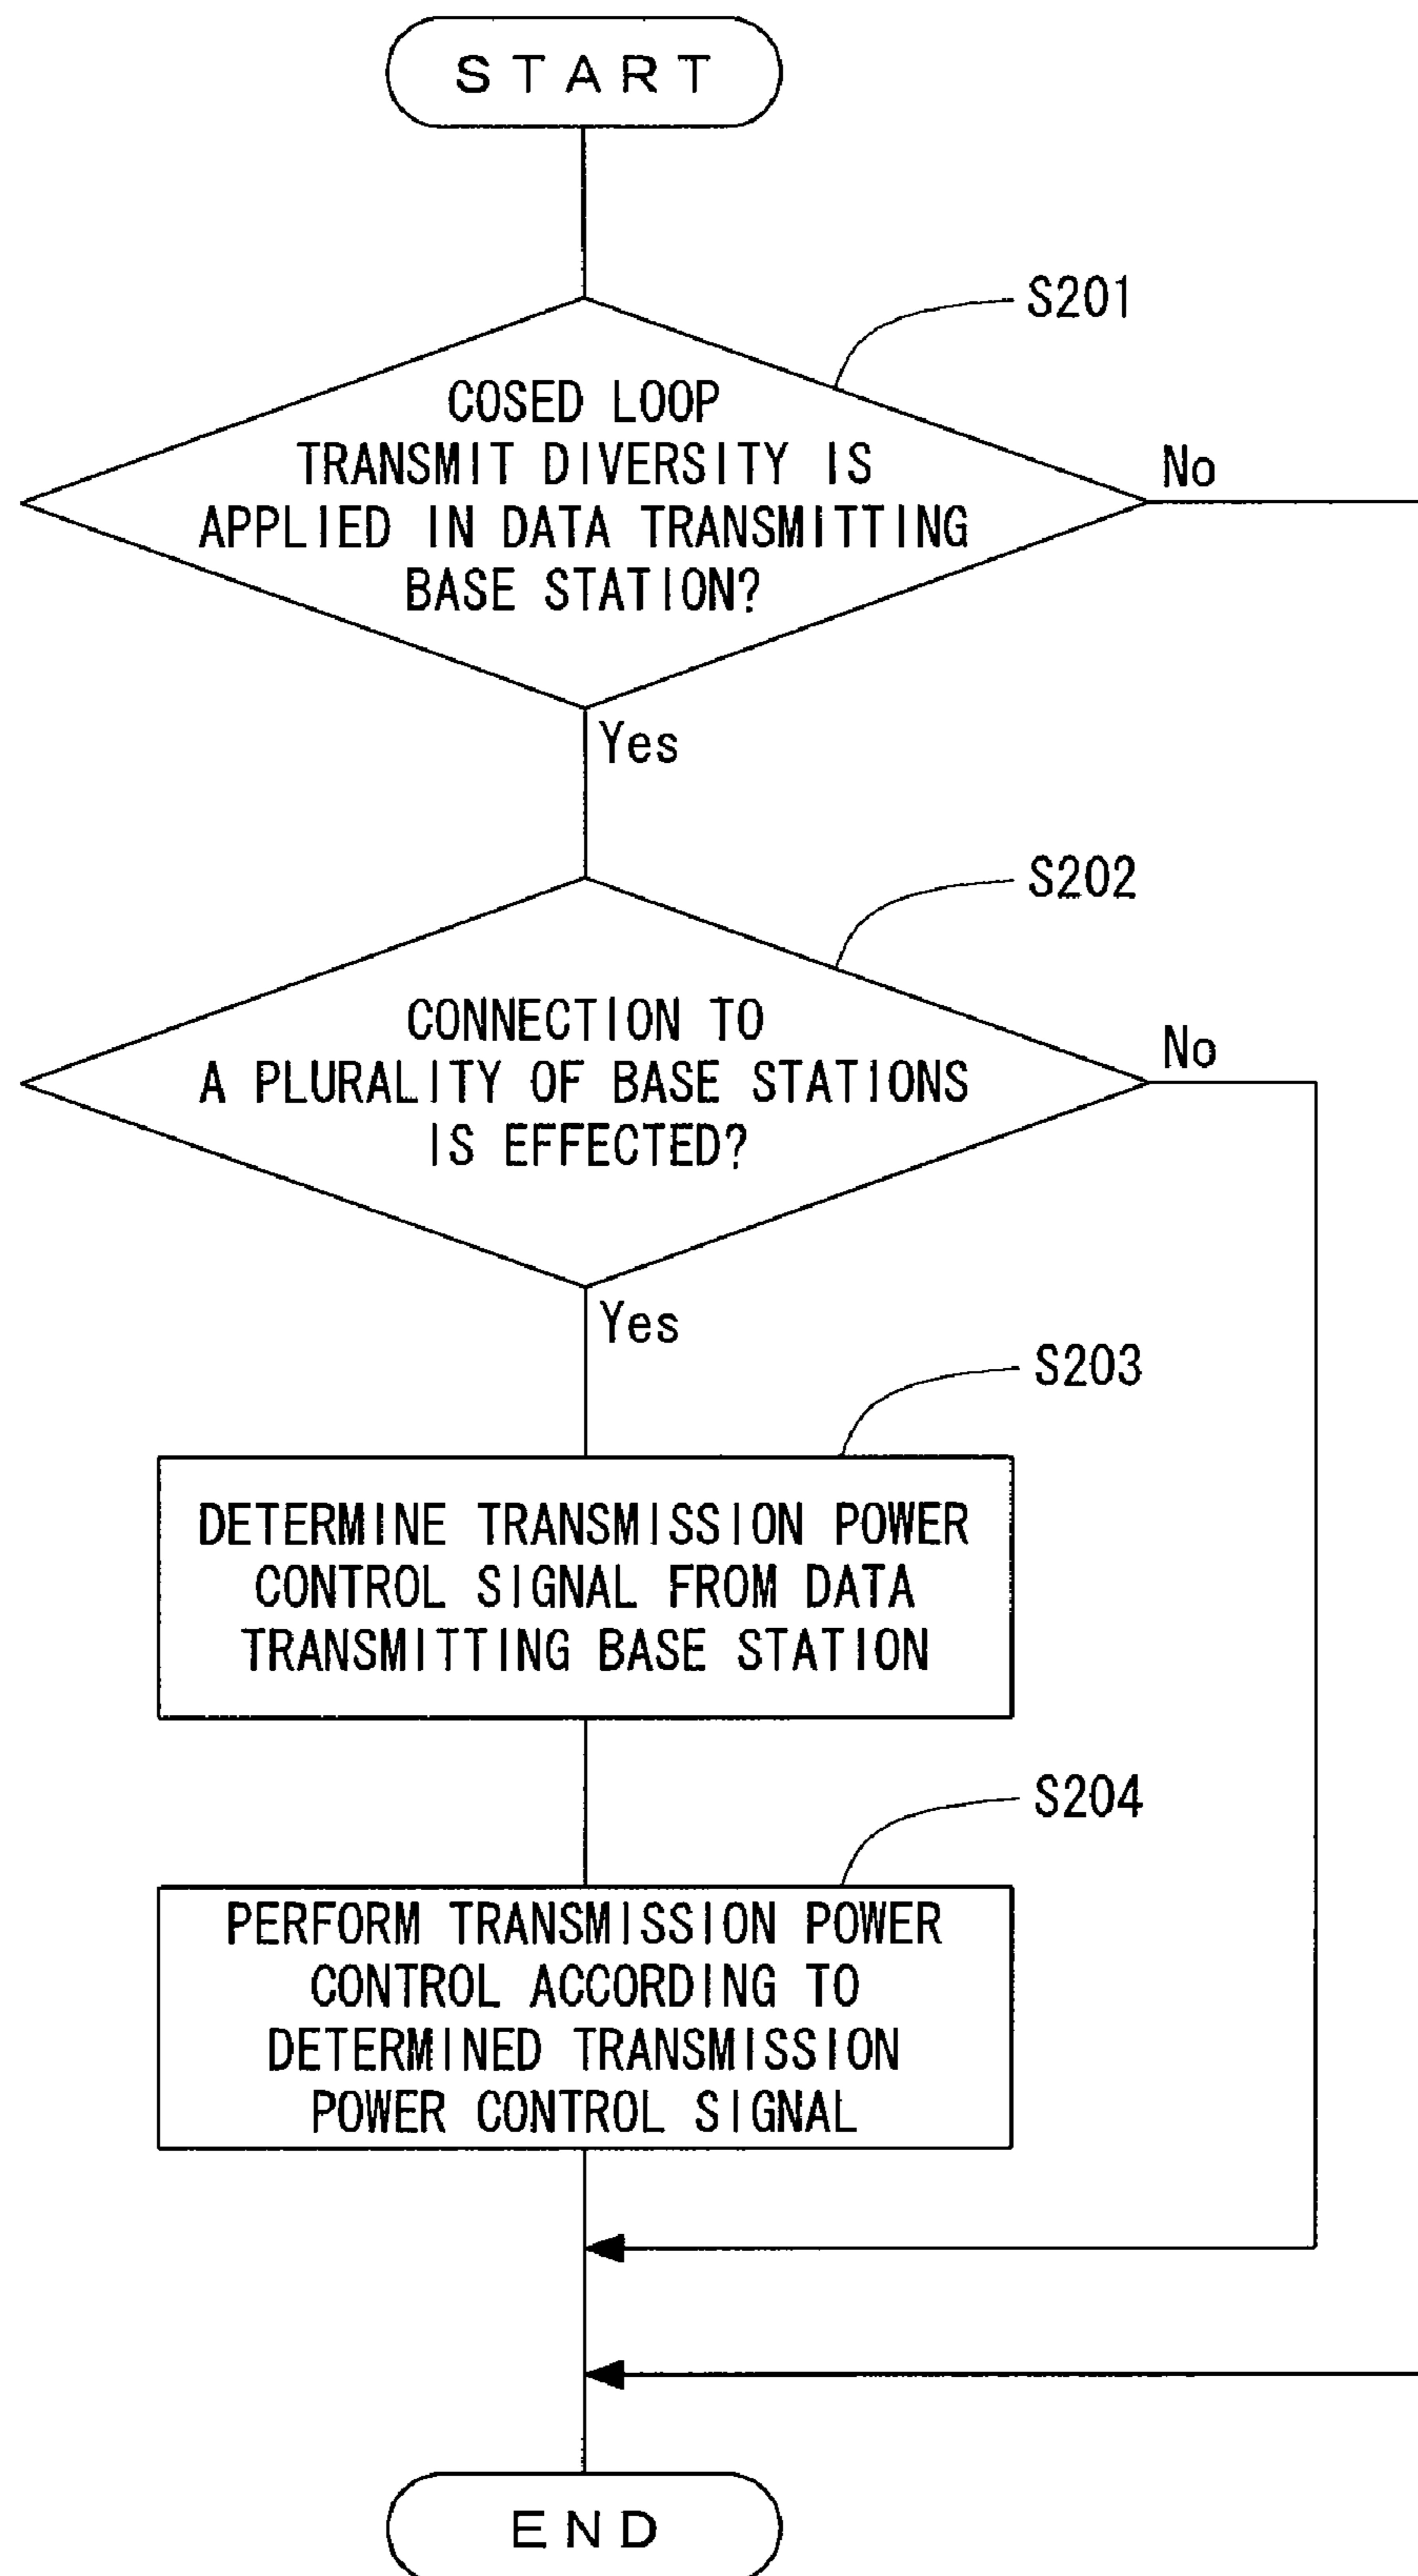 START
S201
COSED LOOP
TRANSMIT DIVERSITY IS
APPLIED IN DATA TRANSMITTING
BASE STATION?
No
Yes
S202
CONNECTION TO
A PLURALITY OF BASE STATIONS
IS EFFECTED?
No
Yes
S203
DETERMINE TRANSMISSION POWER
CONTROL SIGNAL FROM DATA
TRANSMITTING BASE STATION
S204
PERFORM TRANSMISSION POWER
CONTROL ACCORDING TO
DETERMINED TRANSMISSION
POWER CONTROL SIGNAL
END